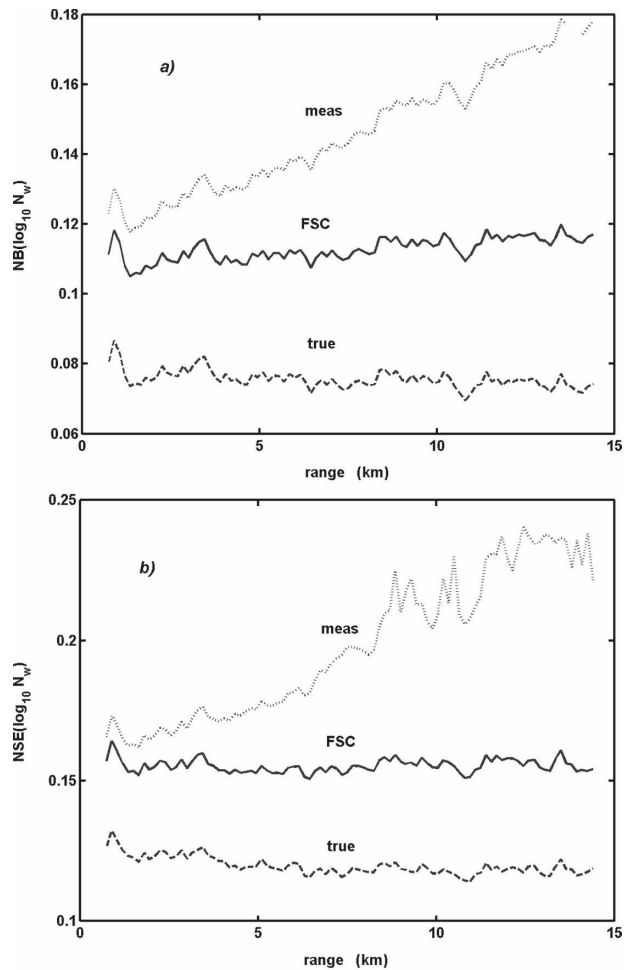 0.18
a)
0.16
meas
0.14
NB(log10 Nw)
FSC
0.12
0.1
true
0.08
0.06
0 5 10 15
range (km)
0.25
b)
meas
0.2
NSE(log10 Nw)
FSC
0.15
true
0.1
0 5 10 15
range (km)